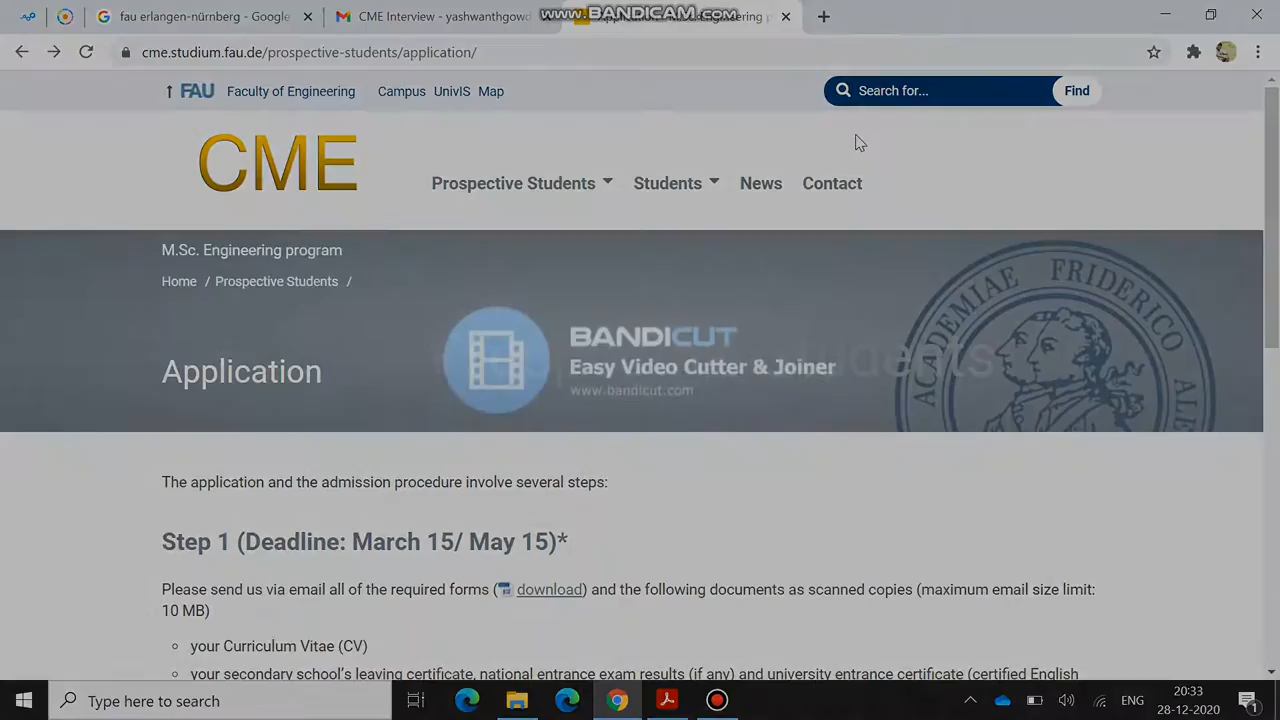 fau erlangen-nürnberg - Google
CME Interview - yashwanthgowd
WWW.BANDICAM.COM
cme.studium.fau.de/prospective-students/application/
↑ FAU Faculty of Engineering Campus UnivIS Map
Search for... Find
CME
Prospective Students Students News Contact
M.Sc. Engineering program
Home / Prospective Students /
ACADEMIAE FRIDERICO ALE
BANDICUT
Easy Video Cutter & Joiner
www.bandicut.com
Application
The application and the admission procedure involve several steps:
Step 1 (Deadline: March 15/ May 15)*
Please send us via email all of the required forms ( download) and the following documents as scanned copies (maximum email size limit:
10 MB)
your Curriculum Vitae (CV)
your secondary school's leaving certificate, national entrance exam results (if any) and university entrance certificate (certified English
Type here to search
ENG
20:33
28-12-2020
1